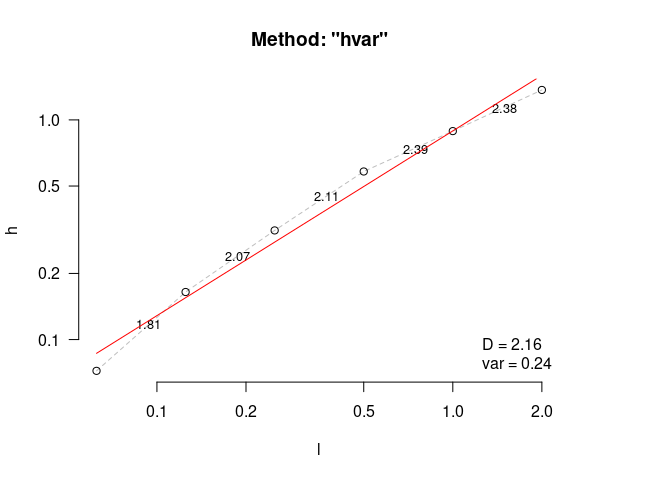 Method: "hvar"
1.0
0.5
0.2
0.1
h
2.38
2.39
2.11
2.07
1.81
D = 2.16
var = 0.24
0.1 0.2 0.5 1.0 2.0
l